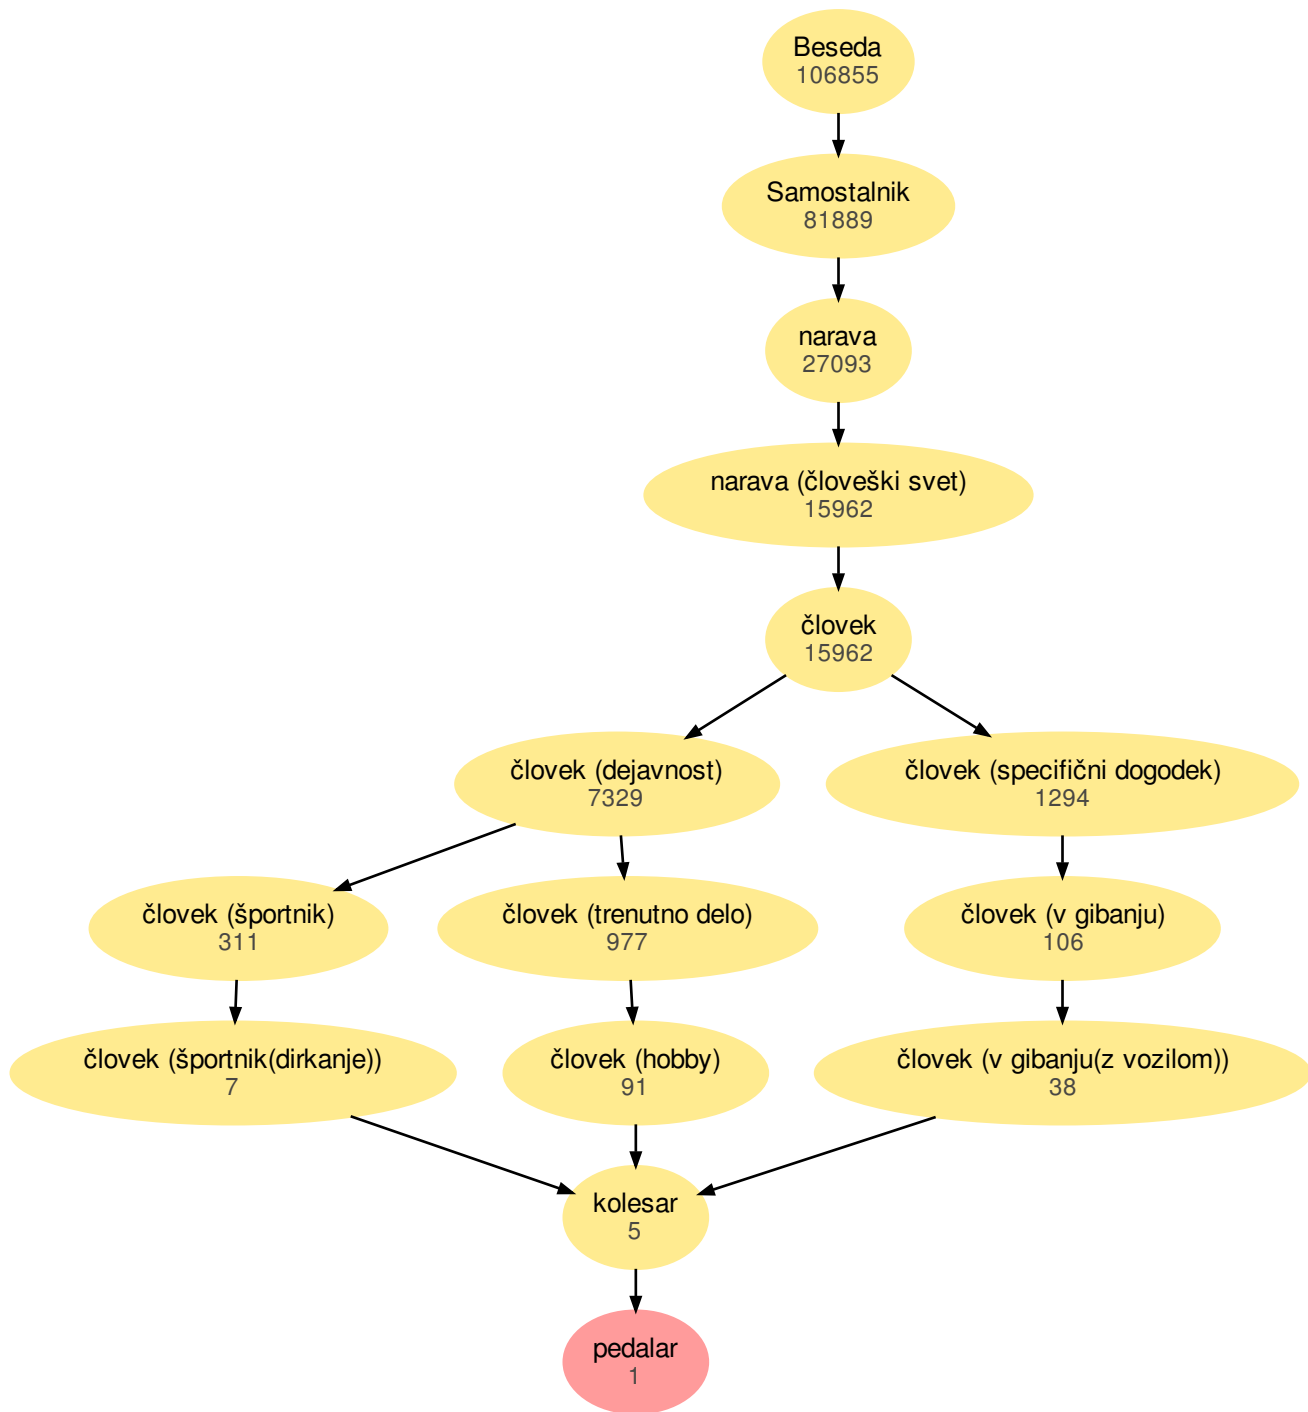 Beseda
106855
Samostalnik
81889
narava
27093
narava (človeški svet)
15962
človek
15962
človek (dejavnost)
7329
človek (specifični dogodek)
1294
človek (športnik)
311
človek (trenutno delo)
977
človek (v gibanju)
106
človek (športnik(dirkanje))
7
človek (hobby)
91
človek (v gibanju(z vozilom))
38
kolesar
5
pedalar
1